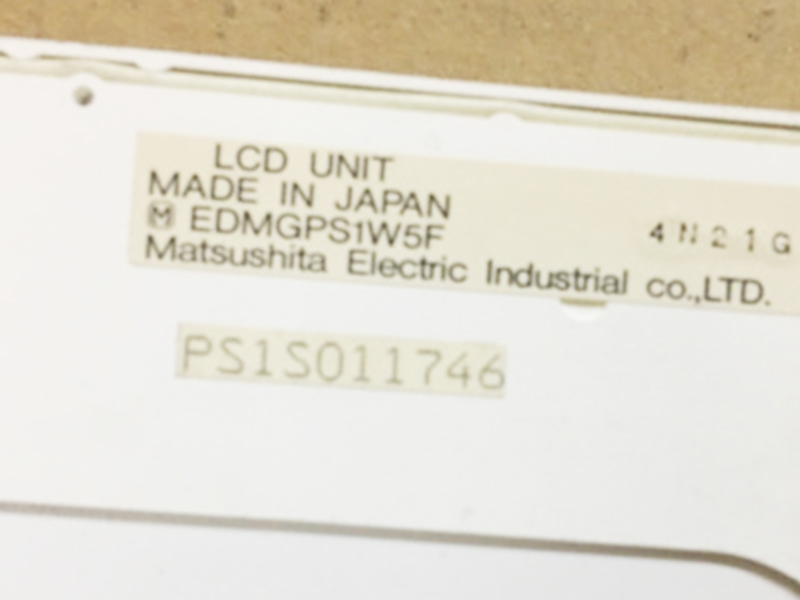 LCD UNIT
MADE IN JAPAN
M EDMGPS1W5F
4N21G
Matsushita Electric Industrial co.,LTD.
PS1S011746